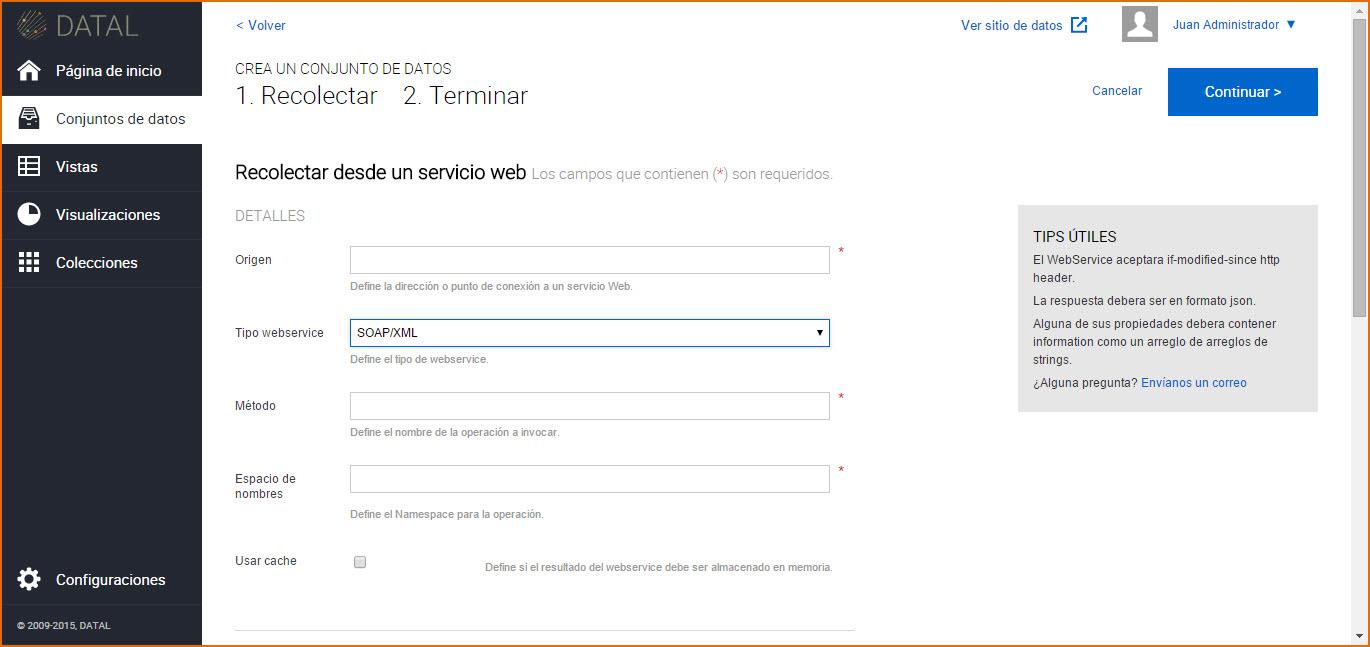 DATAL
Página de inicio
Conjuntos de datos
Vistas
Visualizaciones
Colecciones
Configuraciones
© 2009-2015, DATAL
< Volver
Ver sitio de datos
Juan Administrador ▼
CREA UN CONJUNTO DE DATOS
1. Recolectar 2. Terminar
Cancelar
Continuar >
Recolectar desde un servicio web Los campos que contienen (*) son requeridos.
DETALLES
Origen
*
Define la dirección o punto de conexión a un servicio Web.
Tipo webservice
SOAP/XML
Define el tipo de webservice.
Método
*
Define el nombre de la operación a invocar.
Espacio de
nombres
*
Define el Namespace para la operación.
Usar cache
Define si el resultado del webservice debe ser almacenado en memoria.
TIPS ÚTILES
El WebService aceptara if-modified-since http
header.
La respuesta debera ser en formato json.
Alguna de sus propiedades debera contener
information como un arreglo de arreglos de
strings.
¿Alguna pregunta? Envíanos un correo